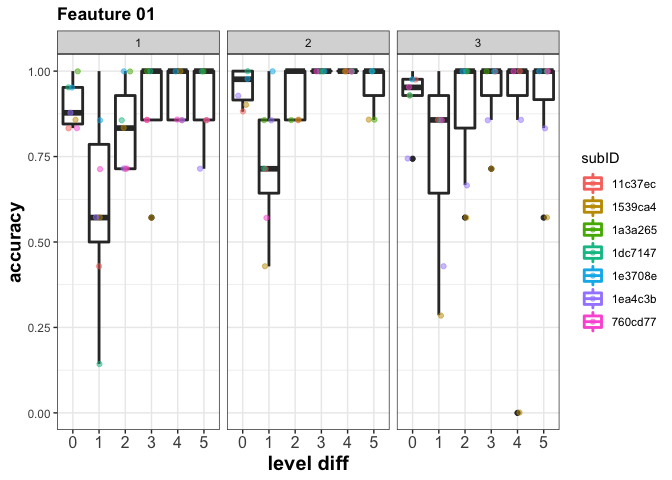 Feauture 01
1 2 3
accuracy
1.00
0.75
0.50
0.25
0.00
0 1 2 3 4 5 0 1 2 3 4 5 0 1 2 3 4 5
level diff
subID
11c37ec
1539ca4
1a3a265
1dc7147
1e3708e
1ea4c3b
760cd77